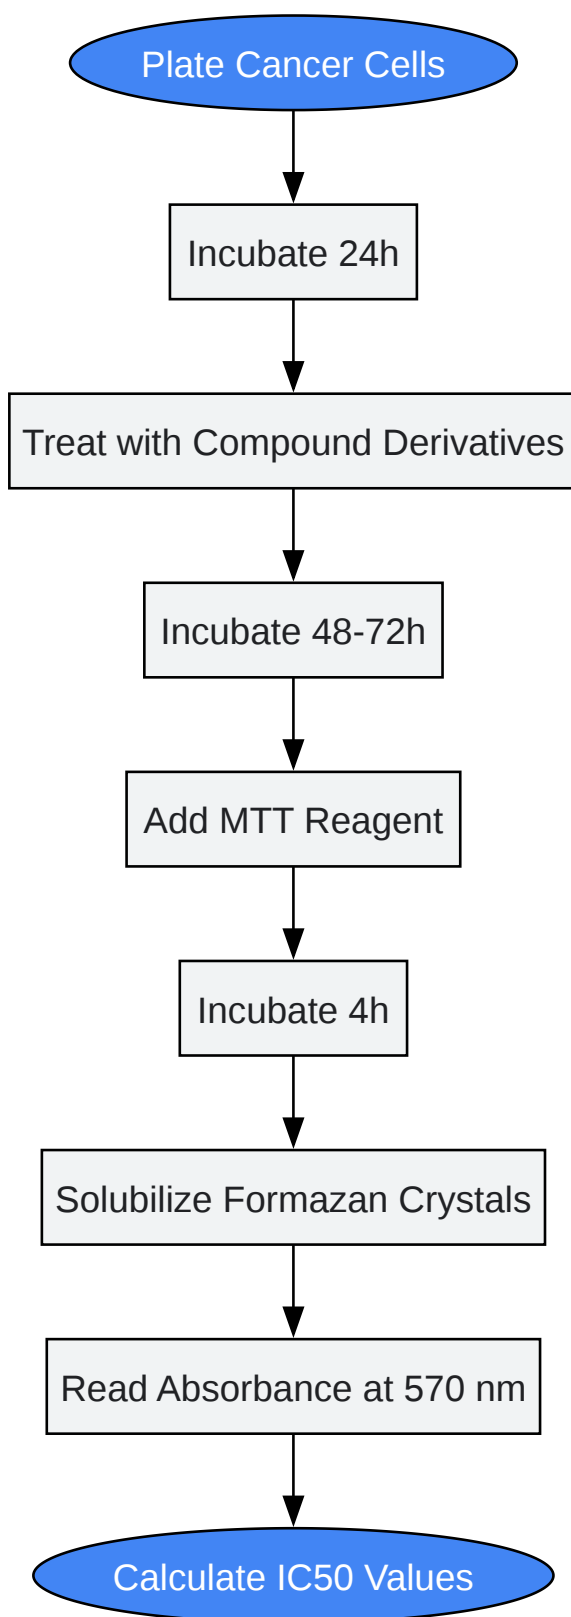 Plate Cancer Cells
Incubate 24h
Treat with Compound Derivatives
Incubate 48-72h
Add MTT Reagent
Incubate 4h
Solubilize Formazan Crystals
Read Absorbance at 570 nm
Calculate IC50 Values